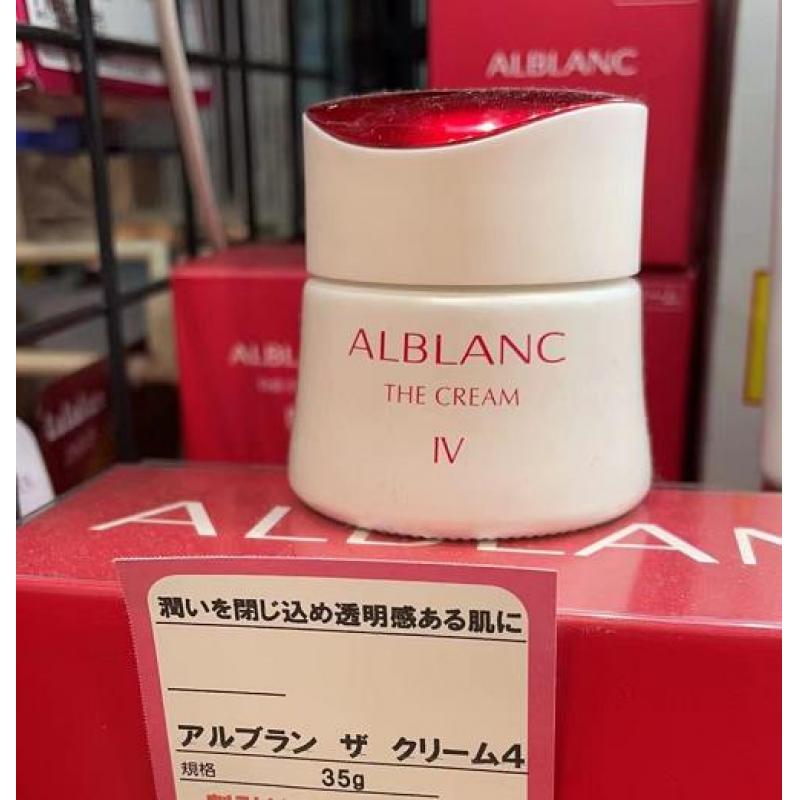 ALBLANC
ALBLANC
THE CREAM
IV
潤いを閉じ込め透明感ある肌に
アルブラン ザ クリーム4
規格 35g